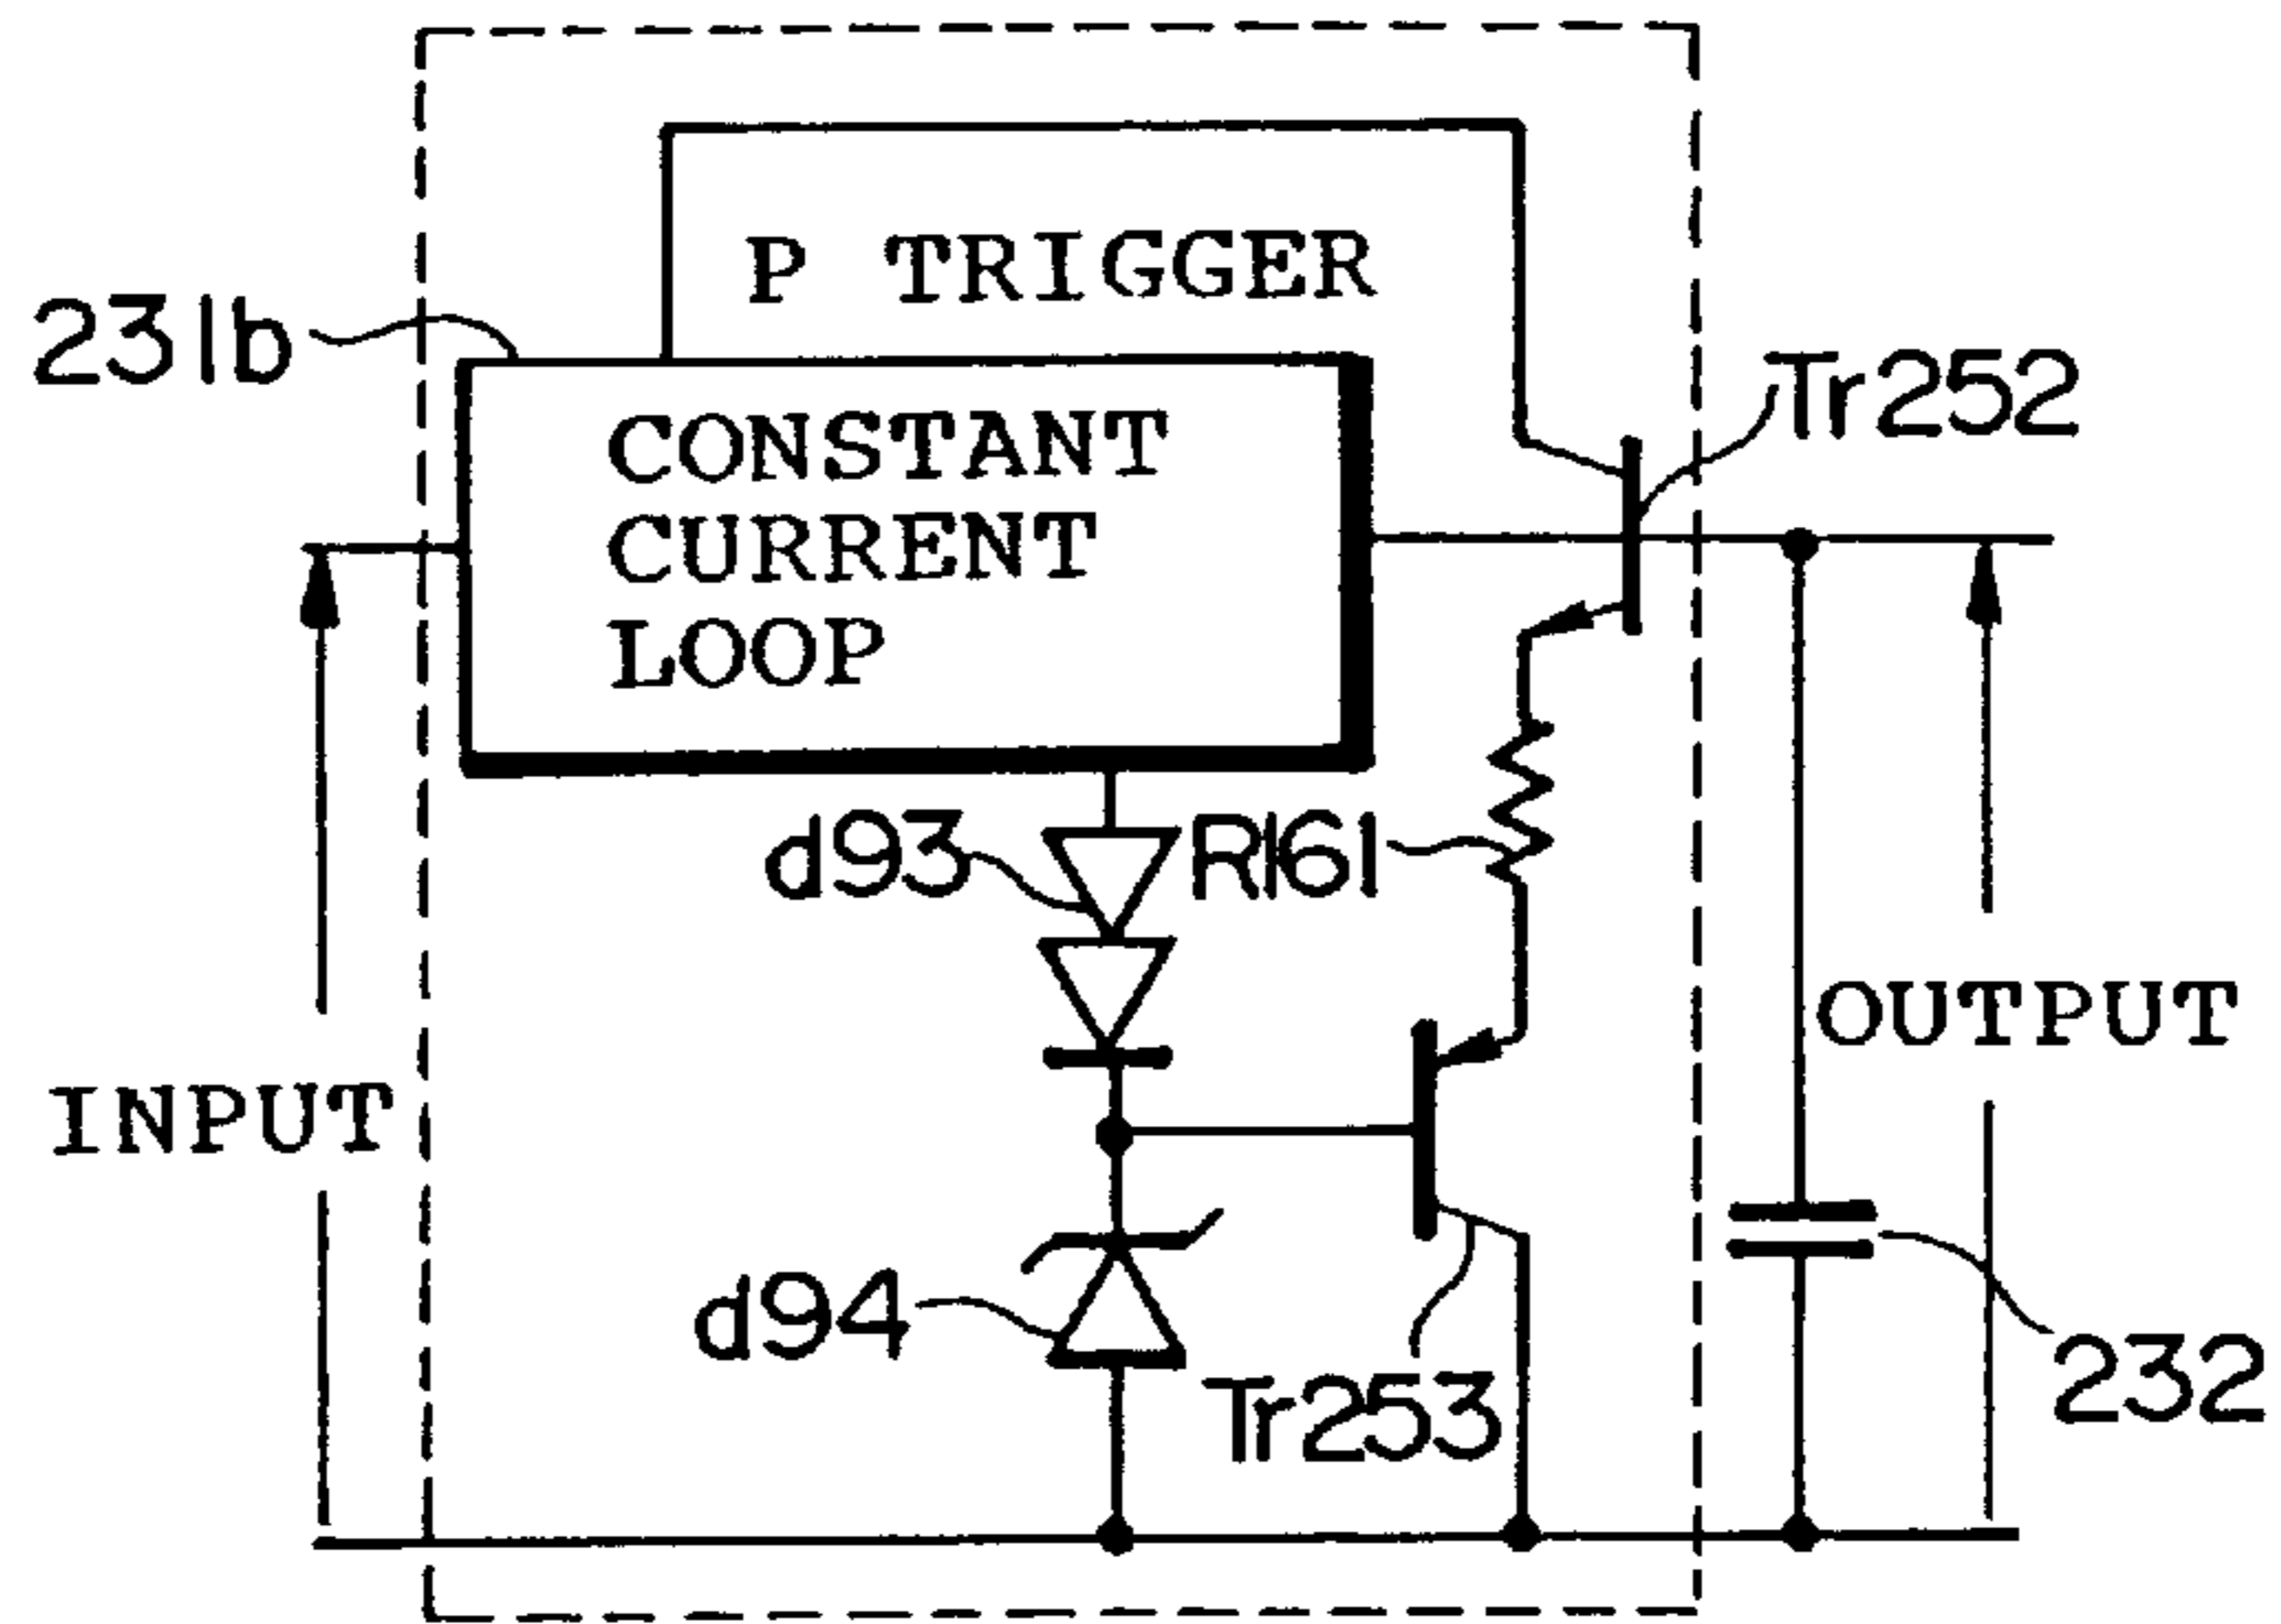 P TRIGGER
231b
Tr252
CONSTANT
CURRENT
LOOP
d93
R161
OUTPUT
INPUT
d94
Tr253
232